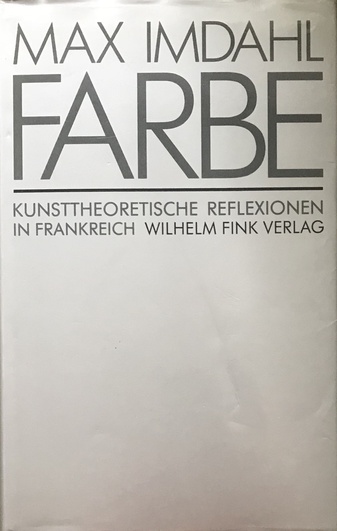 MAX IMDAHL
FARBE
KUNSTTHEORETISCHE REFLEXIONEN
IN FRANKREICH WILHELM FINK VERLAG